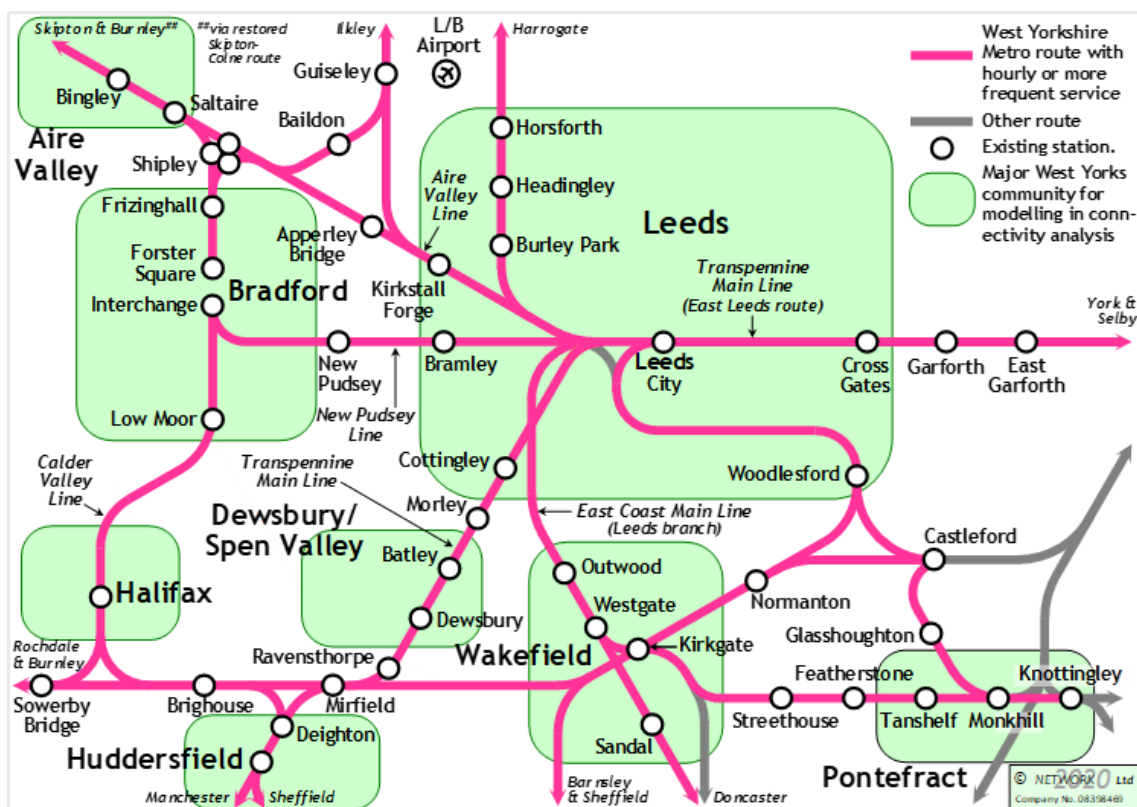 Skipton & Burnley##
##via restored
Skipton-
Colne route
Ilkley
L/B
Airport
Harrogate
West Yorkshire
Metro route with
hourly or more
frequent service
Other route
Existing station.
Major West Yorks
community for
modelling in conn-
ectivity analysis
Guiseley
Bingley
Saltaire
Baildon
Horsforth
Aire
Valley
Shipley
Aire
Valley
Line
Headingley
Leeds
Frizinghall
Apperley
Bridge
Burley Park
Forster
Square
Kirkstall
Forge
Transpennine
Main Line
(East Leeds route)
Interchange
Bradford
York &
Selby
New
Pudsey
Bramley
Leeds
City
Cross
Gates
Garforth
East
Garforth
Low Moor
New Pudsey
Line
Calder
Valley
Line
Transpennine
Main Line
Cottingley
Woodlesford
Morley
East Coast Main Line
(Leeds branch)
Dewsbury/
Spen Valley
Castleford
Batley
Outwood
Halifax
Normanton
Westgate
Dewsbury
Kirkgate
Glasshoughton
Rochdale
& Burnley
Ravensthorpe
Wakefield
Featherstone
Knottingley
Sowerby
Bridge
Brighouse
Mirfield
Streethouse
Tanshelf
Monkhill
Deighton
Sandal
Huddersfield
Pontefract
Manchester
Sheffield
Barnsley
& Sheffield
Doncaster
© NETWORX 2020 Ltd
Company No. 08398469